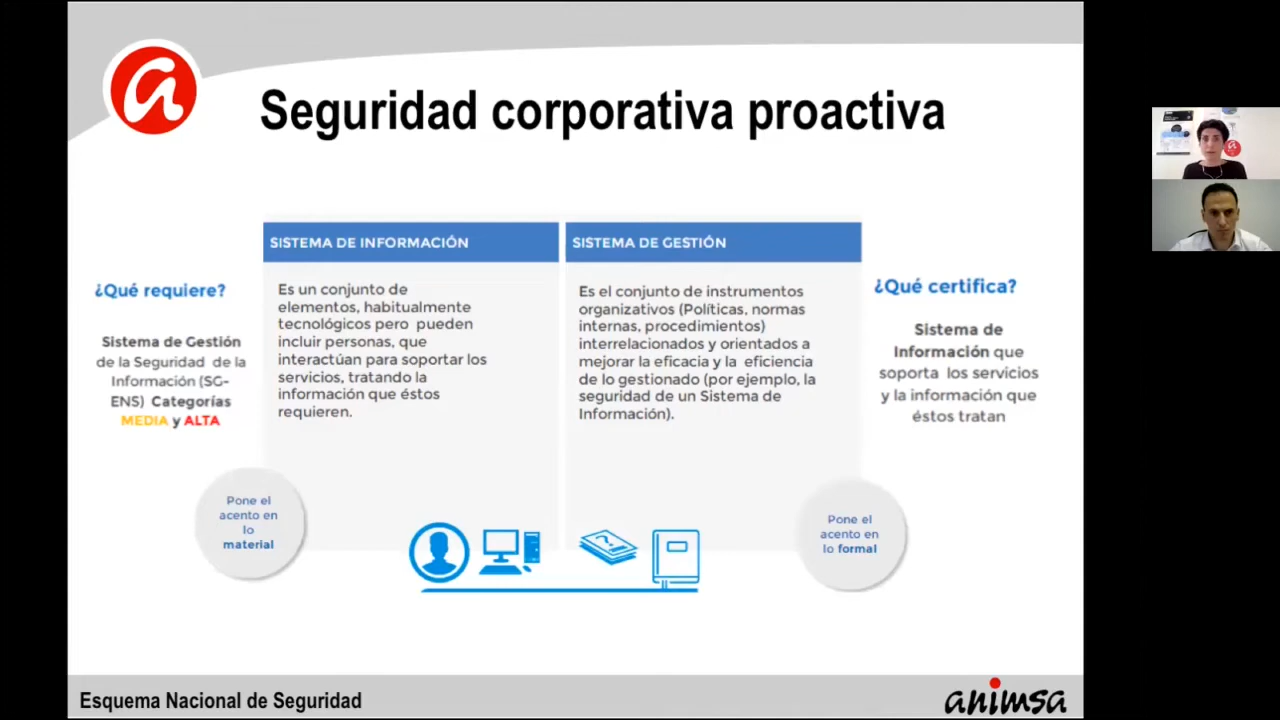 Seguridad corporativa proactiva
¿Qué requiere?
Sistema de Gestión
de la Seguridad de la
Información (SG-
ENS) Categorías
MEDIA y ALTA
SISTEMA DE INFORMACIÓN
Es un conjunto de
elementos, habitualmente
tecnológicos pero pueden
incluir personas, que
interactúan para soportar los
servicios, tratando la
información que éstos
requieren.
SISTEMA DE GESTIÓN
Es el conjunto de instrumentos
organizativos (Políticas, normas
internas, procedimientos)
interrelacionados y orientados a
mejorar la eficacia y la eficiencia
de lo gestionado (por ejemplo, la
seguridad de un Sistema de
Información).
¿Qué certifica?
Sistema de
Información que
soporta los servicios
y la información que
éstos tratan
Pone el
acento en
lo
material
Pone el
acento en
lo formal
Esquema Nacional de Seguridad
animsa